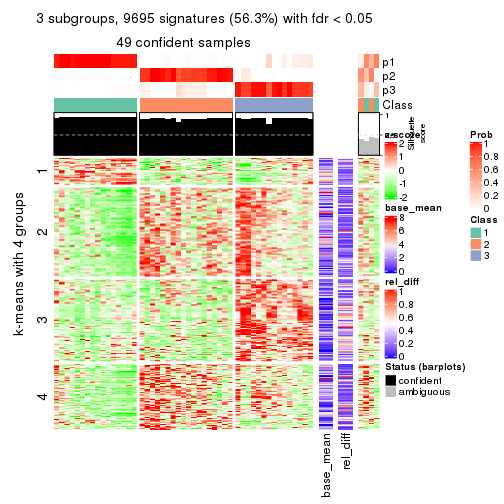 3 subgroups, 9695 signatures (56.3%) with fdr < 0.05
49 confident samples
p1
p2
p3
Class
1
Silhouette
score
k-means with 4 groups
1
2
3
4
base_mean
rel_diff
z-score
2
1
0
-1
-2
base_mean
8
6
4
2
0
rel_diff
1
0.8
0.6
0.4
0.2
0
Status (barplots)
confident
ambiguous
Prob
1
0.8
0.6
0.4
0.2
0
Class
1
2
3